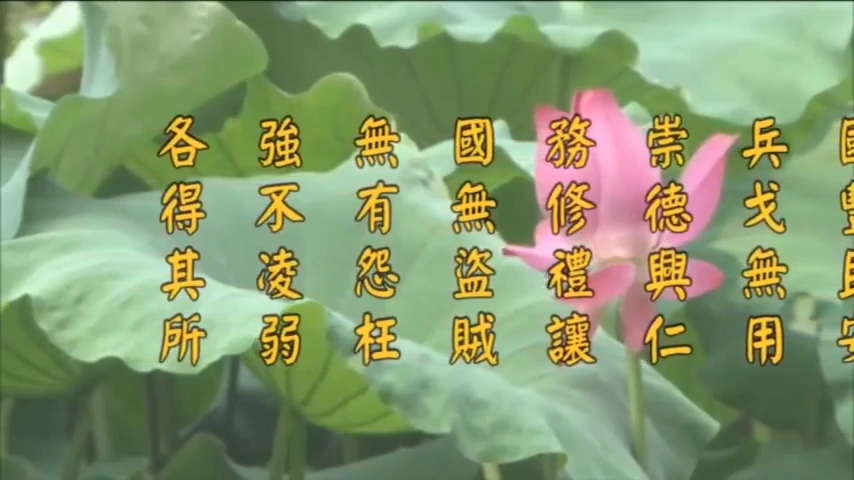 兵戈無用
崇德興仁
務修禮讓
國無盜賊
無有怨枉
強不凌弱
各得其所